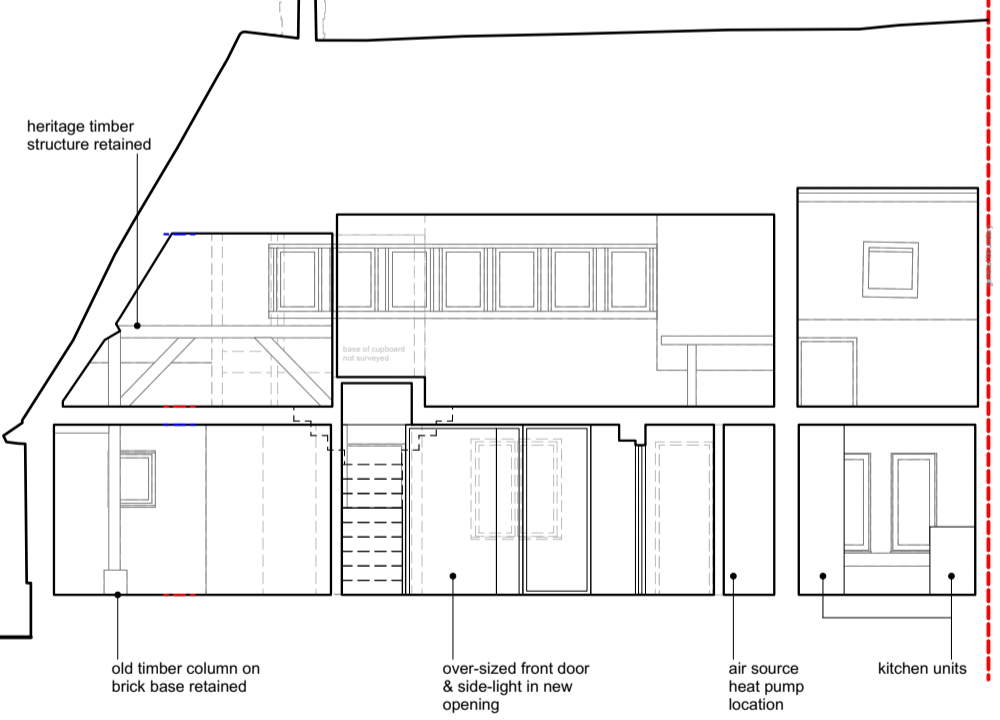 heritage timber
structure retained
base of cupboard
not surveyed
old timber column on
brick base retained
over-sized front door
& side-light in new
opening
air source
heat pump
location
kitchen units